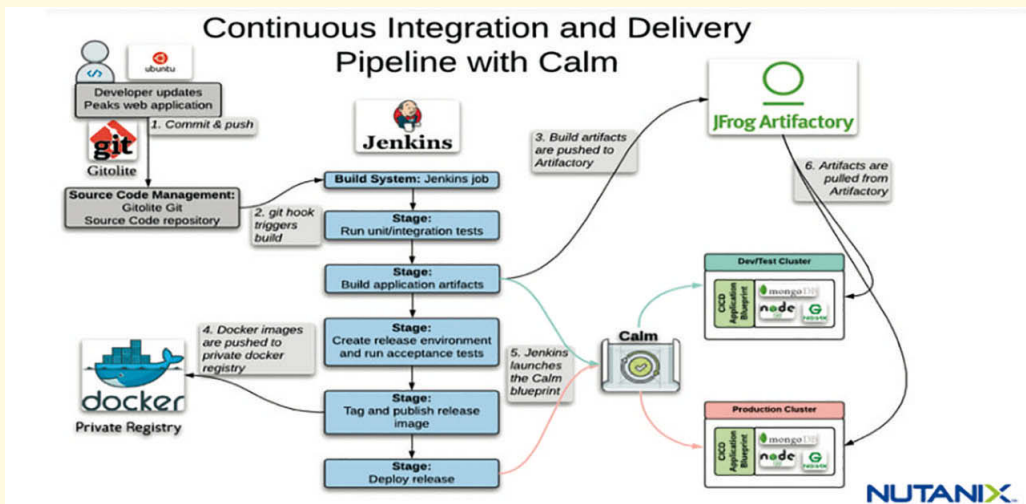 Continuous Integration and Delivery
Pipeline with Calm
ubuntu
Developer updates
Peaks web application
1. Commit & push
git
Gitolite
Source Code Management:
Gitolite Git
Source Code repository
2. git hook
triggers
build
Jenkins
Build System: Jenkins job
Stage:
Run unit/integration tests
Stage:
Build application artifacts
Stage:
Create release environment
and run acceptance tests
Stage:
Tag and publish release
image
Stage:
Deploy release
3. Build artifacts
are pushed to
Artifactory
JFrog Artifactory
6. Artifacts are
pulled from
Artifactory
4. Docker images
are pushed to
private docker
registry
docker
Private Registry
5. Jenkins
launches
the Calm
blueprint
Calm
Dev/Test Cluster
CICD
Application
Blueprint
mongoDB
node
Production Cluster
CICD
Application
Blueprint
mongoDB
node
NUTANIX